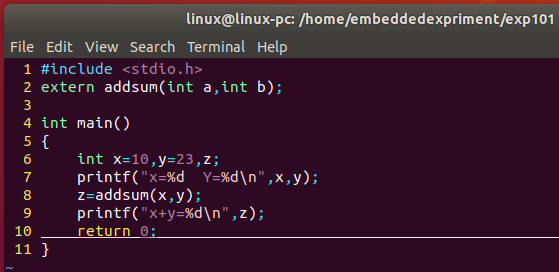 linux@linux-pc: /home/embeddedexpriment/exp101
File Edit View Search Terminal Help
1 #include <stdio.h>
2 extern addsum(int a,int b);
3
4 int main()
5 {
6     int x=10,y=23,z;
7     printf("x=%d  Y=%d\n",x,y);
8     z=addsum(x,y);
9     printf("x+y=%d\n",z);
10     return 0;
11 }
~